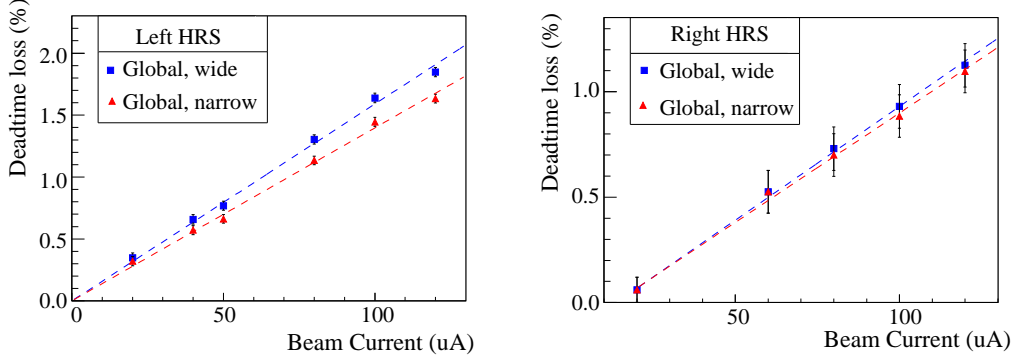 Deadtime loss (%)
2.0
1.5
1.0
0.5
0.0
Left HRS
Global, wide
Global, narrow
0
50
100
Beam Current (uA)
Deadtime loss (%)
1.0
0.5
0.0
Right HRS
Global, wide
Global, narrow
50
100
Beam Current (uA)